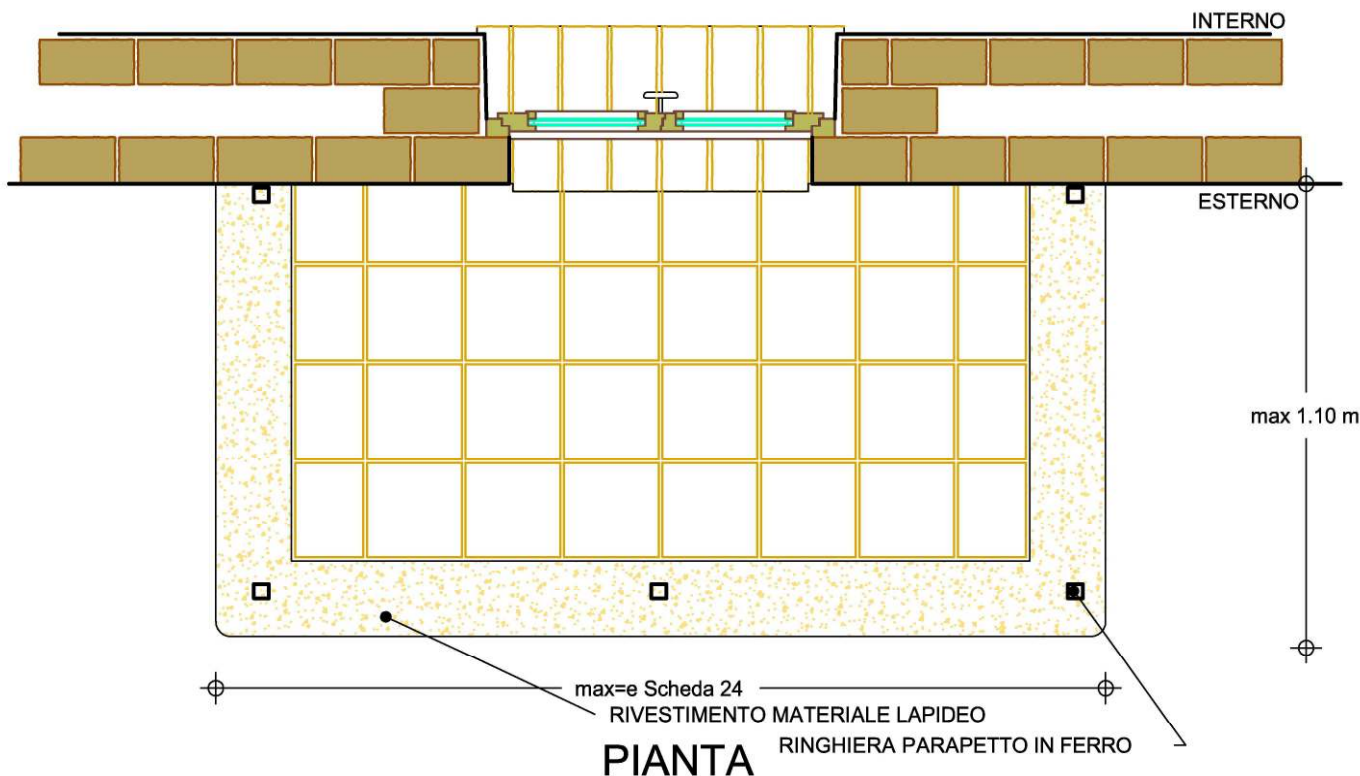 INTERNO
ESTERNO
max 1.10 m
max=e Scheda 24
RIVESTIMENTO MATERIALE LAPIDEO
RINGHIERA PARAPETTO IN FERRO
PIANTA